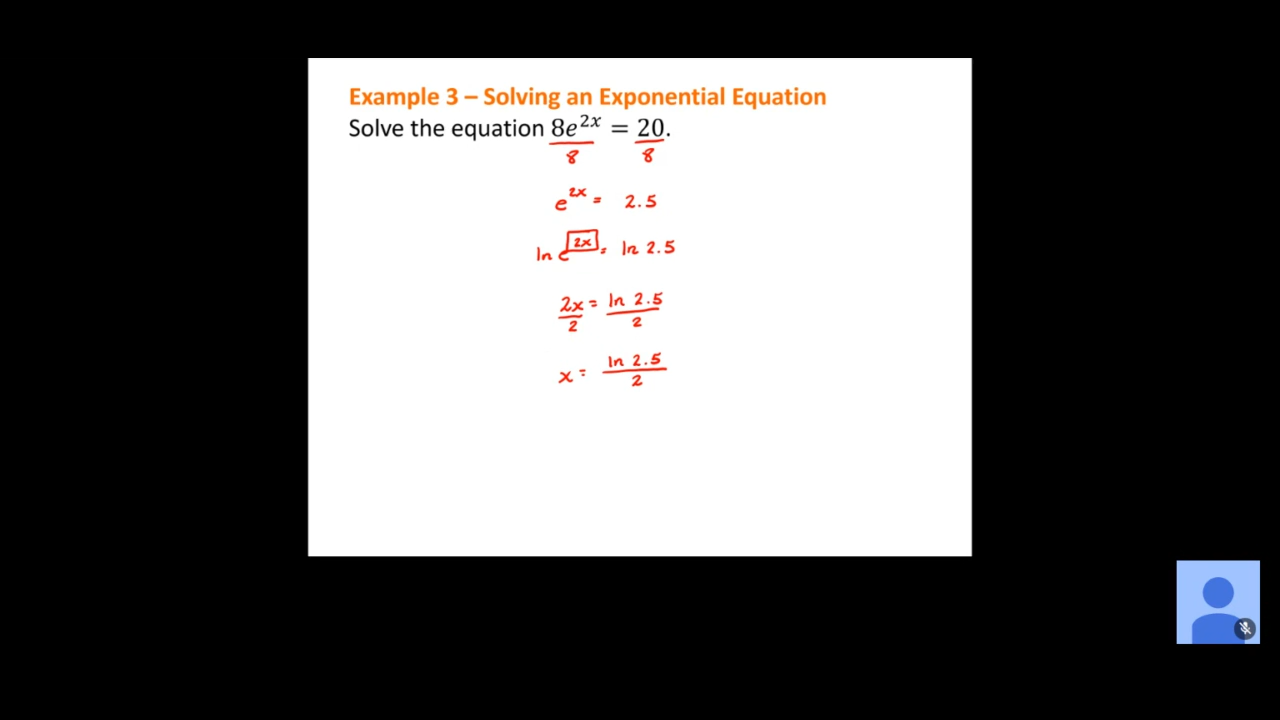 Example 3 – Solving an Exponential Equation
Solve the equation 8e^{2x} = 20.
8 8
e^{2x} = 2.5
ln e^{2x} = ln 2.5
2x = ln 2.5
2 2
x = ln 2.5
2